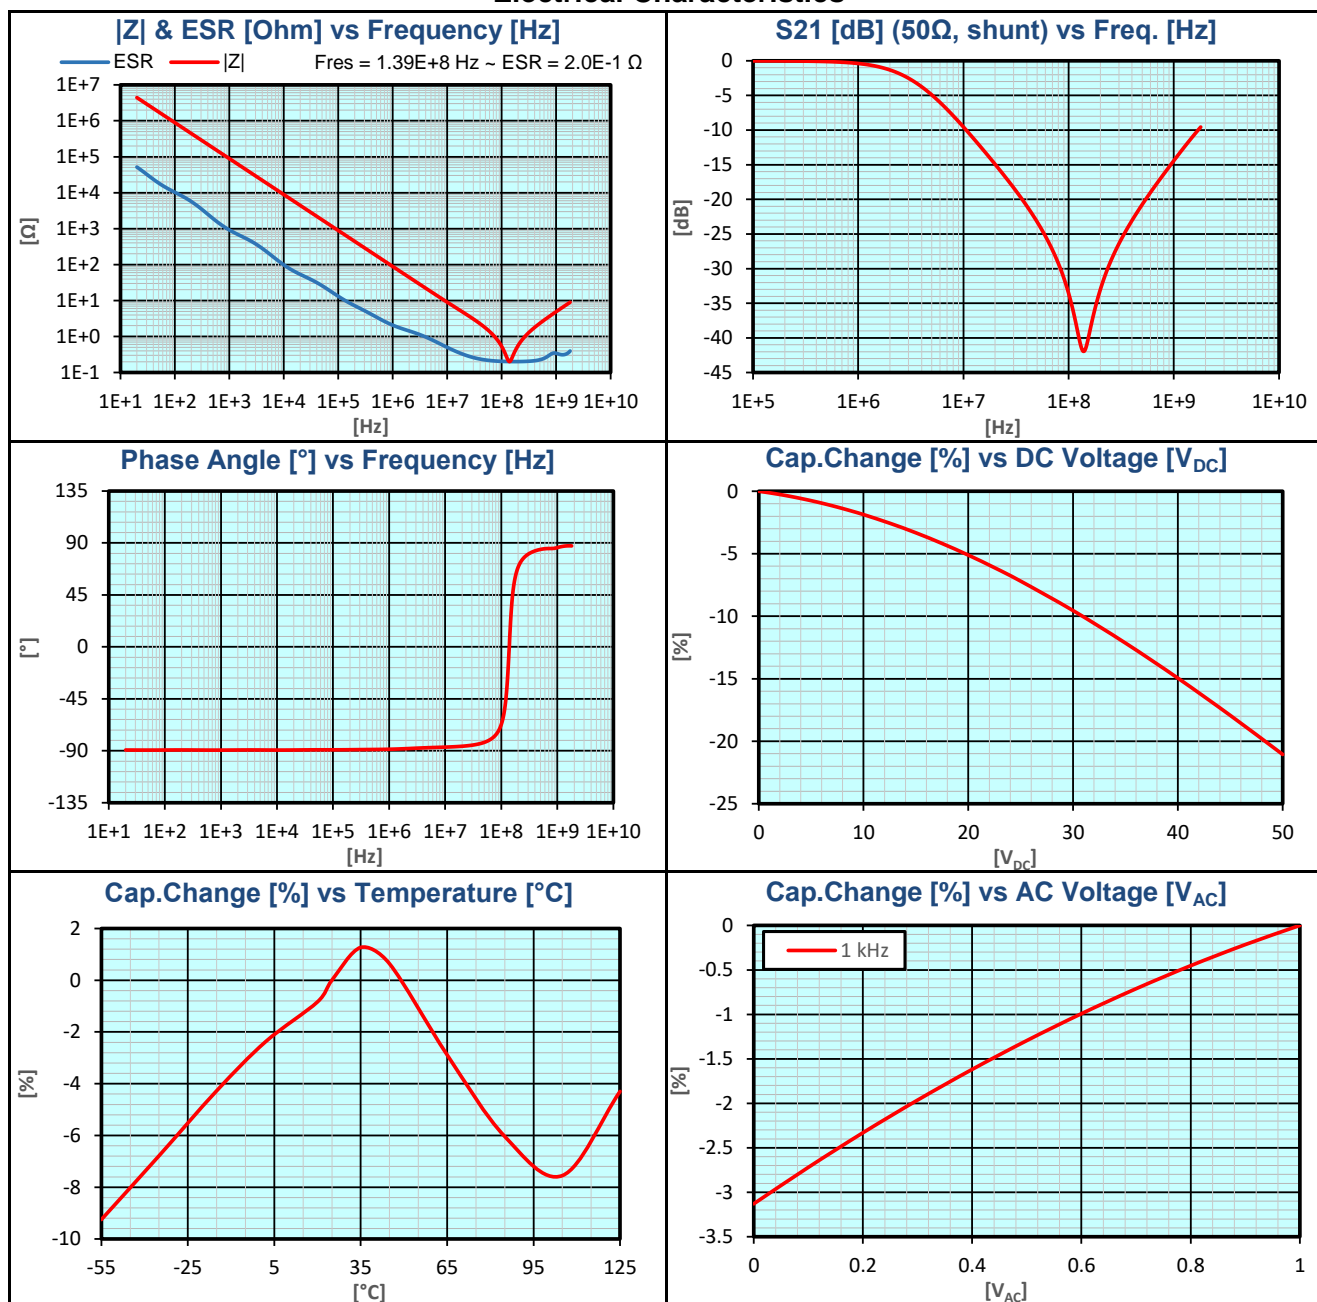 Electrical Characteristics
|Z| & ESR [Ohm] vs Frequency [Hz]
ESR |Z| Fres = 1.39E+8 Hz ~ ESR = 2.0E-1 Ω
1E+7
1E+6
1E+5
1E+4
1E+3
1E+2
1E+1
1E+0
1E-1
[Ω]
1E+1 1E+2 1E+3 1E+4 1E+5 1E+6 1E+7 1E+8 1E+9 1E+10
[Hz]
S21 [dB] (50Ω, shunt) vs Freq. [Hz]
0
-5
-10
-15
-20
-25
-30
-35
-40
-45
[dB]
1E+5 1E+6 1E+7 1E+8 1E+9 1E+10
[Hz]
Phase Angle [°] vs Frequency [Hz]
135
90
45
0
-45
-90
-135
[°]
1E+1 1E+2 1E+3 1E+4 1E+5 1E+6 1E+7 1E+8 1E+9 1E+10
[Hz]
Cap.Change [%] vs DC Voltage [VDC]
0
-5
-10
-15
-20
-25
[%]
0 10 20 30 40 50
[VDC]
Cap.Change [%] vs Temperature [°C]
2
0
-2
-4
-6
-8
-10
[%]
-55 -25 5 35 65 95 125
[°C]
Cap.Change [%] vs AC Voltage [VAC]
1 kHz
0
-0.5
-1
-1.5
-2
-2.5
-3
-3.5
[%]
0 0.2 0.4 0.6 0.8 1
[VAC]